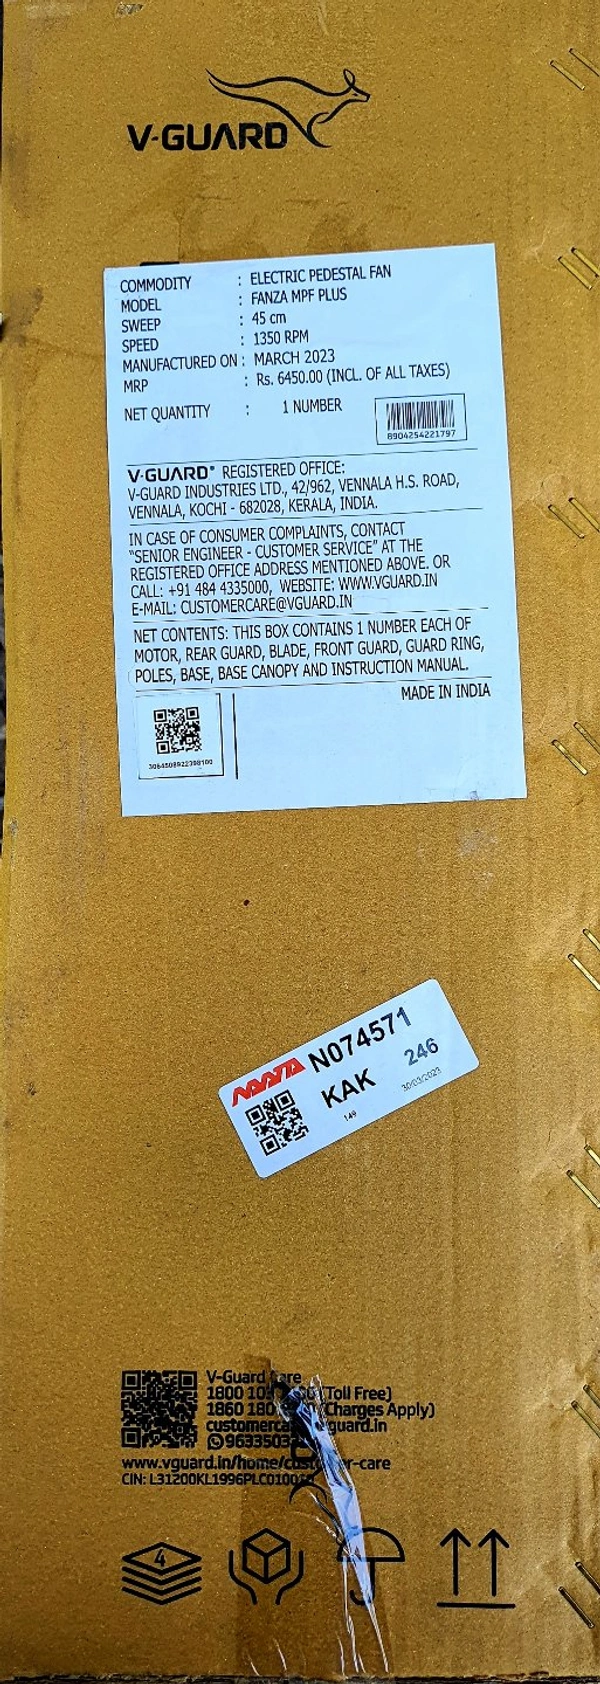 V-GUARD
COMMODITY : ELECTRIC PEDESTAL FAN
MODEL : FANZA MPF PLUS
SWEEP : 45 cm
SPEED : 1350 RPM
MANUFACTURED ON : MARCH 2023
MRP : Rs. 6450.00 (INCL. OF ALL TAXES)
NET QUANTITY : 1 NUMBER
8904254221797
V-GUARD® REGISTERED OFFICE:
V-GUARD INDUSTRIES LTD., 42/962, VENNALA H.S. ROAD,
VENNALA, KOCHI - 682028, KERALA, INDIA.
IN CASE OF CONSUMER COMPLAINTS, CONTACT
"SENIOR ENGINEER - CUSTOMER SERVICE" AT THE
REGISTERED OFFICE ADDRESS MENTIONED ABOVE. OR
CALL: +91 484 4335000, WEBSITE: WWW.VGUARD.IN
E-MAIL: CUSTOMERCARE@VGUARD.IN
NET CONTENTS: THIS BOX CONTAINS 1 NUMBER EACH OF
MOTOR, REAR GUARD, BLADE, FRONT GUARD, GUARD RING,
POLES, BASE, BASE CANOPY AND INSTRUCTION MANUAL.
MADE IN INDIA
N074571
KAK 246
149 30/03/2023
V-Guard
1800 (Toll Free)
1860 (Charges Apply)
www.vguard.in/home/
CIN:
4